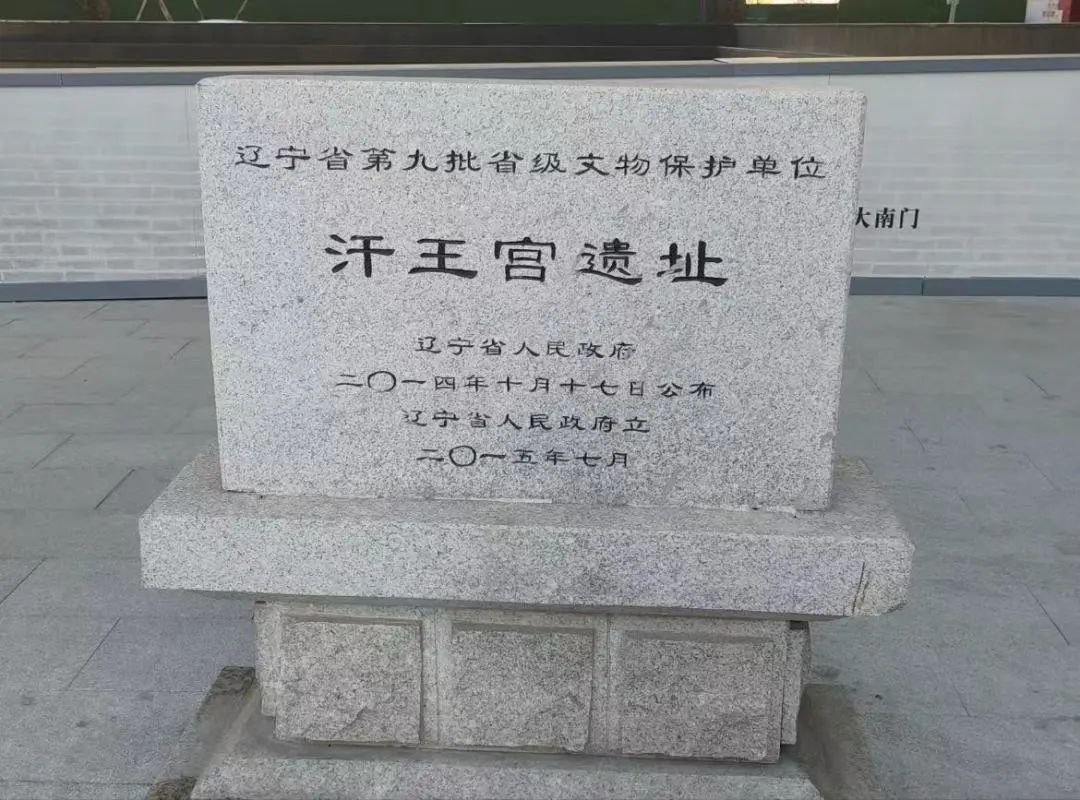 辽宁省第九批省级文物保护单位
汗王宫遗址
辽宁省人民政府
二〇一四年十月十七日公布
辽宁省人民政府立
二〇一五年七月
大南门